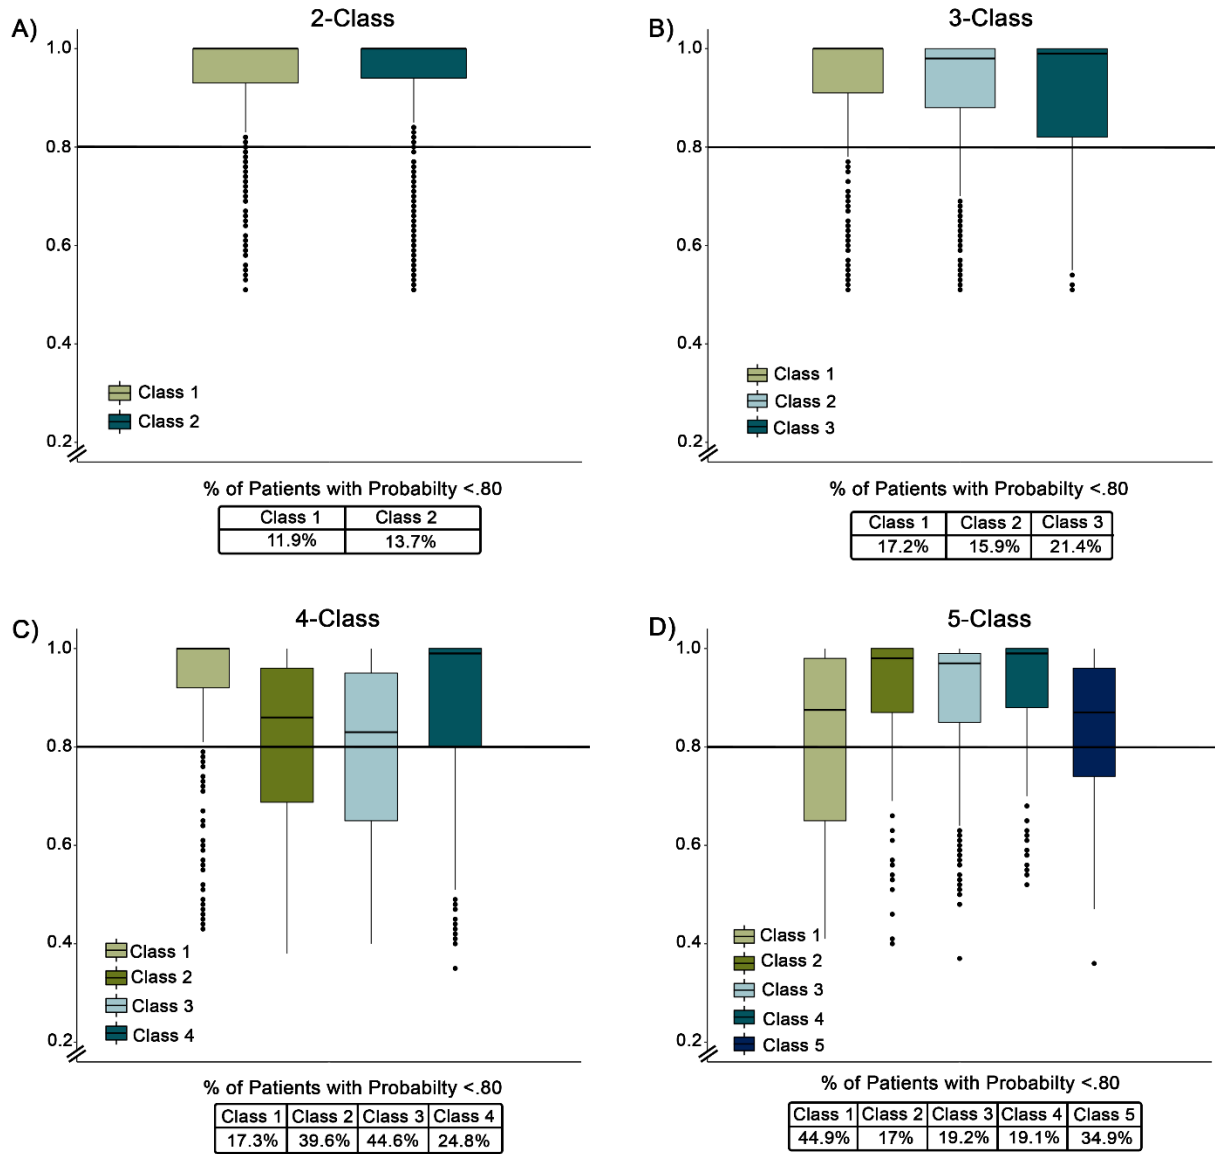 A)
2-Class
1.0
0.8
0.6
0.4
0.2
Class 1
Class 2
% of Patients with Probabilty <.80
Class 1 Class 2
11.9% 13.7%
B)
3-Class
1.0
0.8
0.6
0.4
0.2
Class 1
Class 2
Class 3
% of Patients with Probabilty <.80
Class 1 Class 2 Class 3
17.2% 15.9% 21.4%
C)
4-Class
1.0
0.8
0.6
0.4
0.2
Class 1
Class 2
Class 3
Class 4
% of Patients with Probabilty <.80
Class 1 Class 2 Class 3 Class 4
17.3% 39.6% 44.6% 24.8%
D)
5-Class
1.0
0.8
0.6
0.4
0.2
Class 1
Class 2
Class 3
Class 4
Class 5
% of Patients with Probabilty <.80
Class 1 Class 2 Class 3 Class 4 Class 5
44.9% 17% 19.2% 19.1% 34.9%